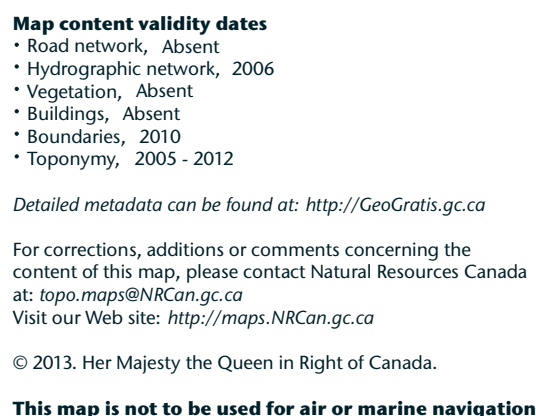 Map content validity dates
• Road network, Absent
• Hydrographic network, 2006
• Vegetation, Absent
• Buildings, Absent
• Boundaries, 2010
• Toponymy, 2005 - 2012
Detailed metadata can be found at: http://GeoGratis.gc.ca
For corrections, additions or comments concerning the
content of this map, please contact Natural Resources Canada
at: topo.maps@NRCan.gc.ca
Visit our Web site: http://maps.NRCan.gc.ca
© 2013. Her Majesty the Queen in Right of Canada.
This map is not to be used for air or marine navigation